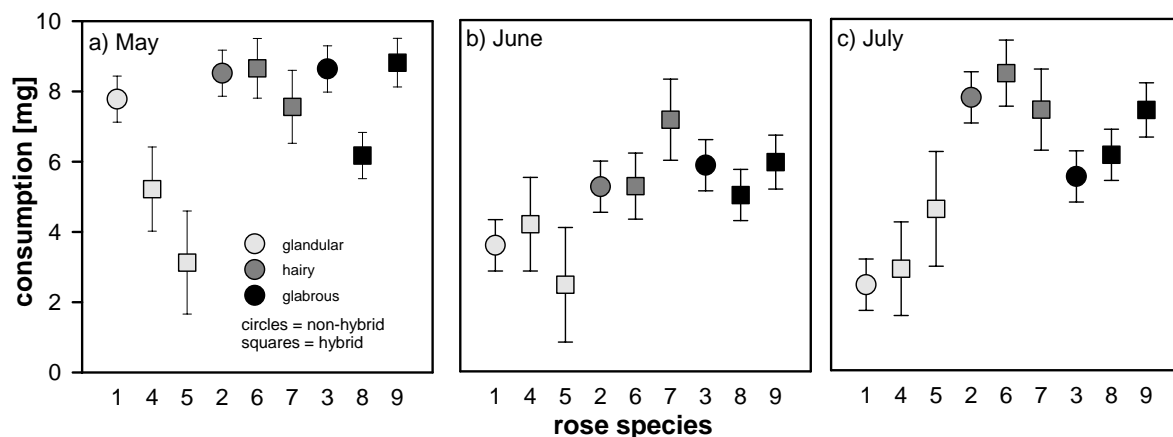 a) May
b) June
c) July
consumption [mg]
10
8
6
4
2
0
glandular
hairy
glabrous
circles = non-hybrid
squares = hybrid
1 4 5 2 6 7 3 8 9
1 4 5 2 6 7 3 8 9
1 4 5 2 6 7 3 8 9
rose species